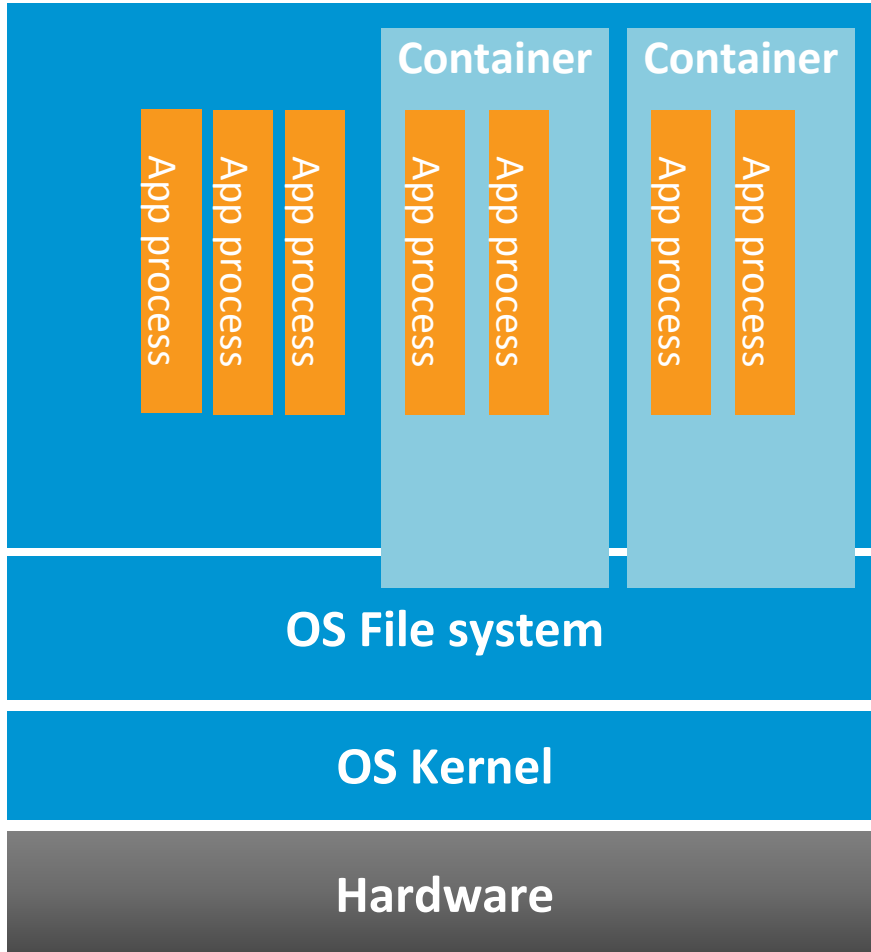 Container
Container
App process
App process
App process
App process
App process
App process
App process
OS File system
OS Kernel
Hardware